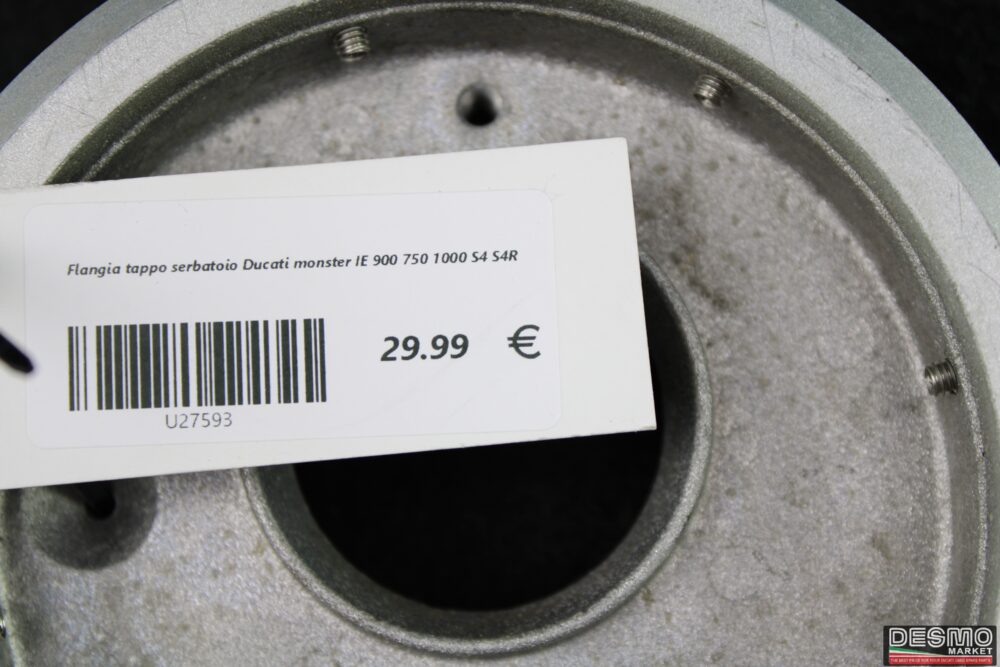 Flangia tappo serbatoio Ducati monster IE 900 750 1000 S4 S4R
29.99 €
U27593
DESMO
MARKET